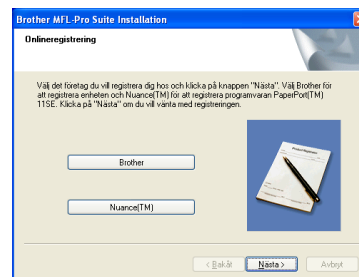 Brother MFL-Pro Suite Installation
Onlineregistrering
Välj det företag du vill registrera dig hos och klicka på knappen "Nästa". Välj Brother för
att registrera enheten och Nuance(TM) för att registrera programvaran PaperPort(TM)
11SE. Klicka på "Nästa" om du vill vänta med registreringen.
Brother
Nuance(TM)
Product Registration
< Bakåt Nästa > Avbryt